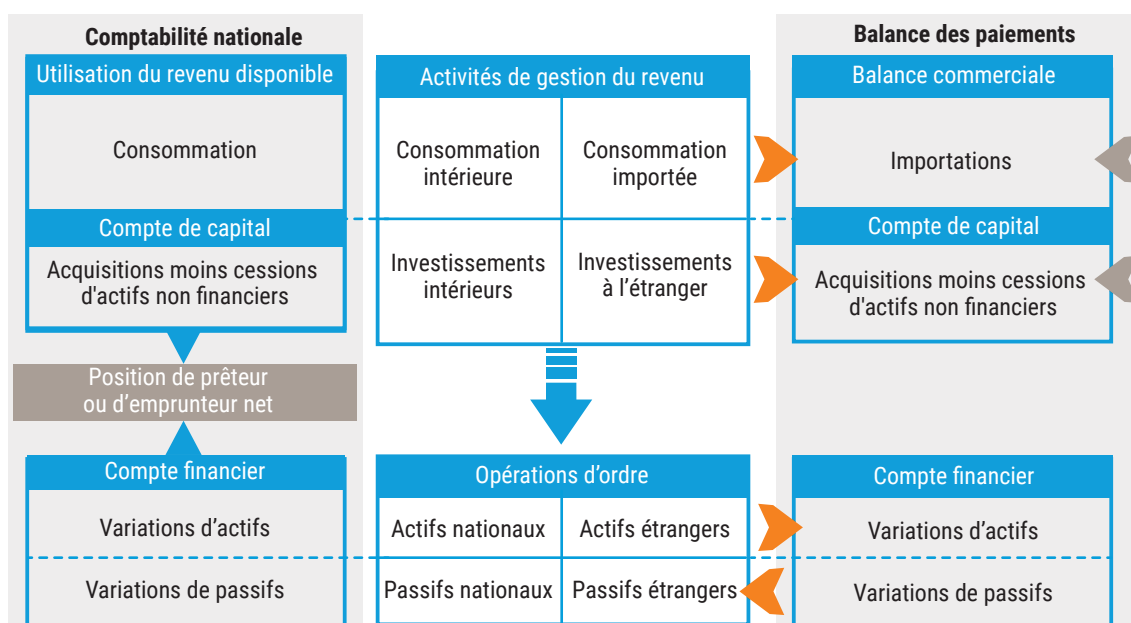 Comptabilité nationale
Utilisation du revenu disponible
Consommation
Compte de capital
Acquisitions moins cessions
d'actifs non financiers
Position de prêteur
ou d’emprunteur net
Compte financier
Variations d’actifs
Variations de passifs
Activités de gestion du revenu
Consommation
intérieure
Consommation
importée
Investissements
intérieurs
Investissements
à l’étranger
Opérations d’ordre
Actifs nationaux
Actifs étrangers
Passifs nationaux
Passifs étrangers
Balance des paiements
Balance commerciale
Importations
Compte de capital
Acquisitions moins cessions
d'actifs non financiers
Compte financier
Variations d’actifs
Variations de passifs